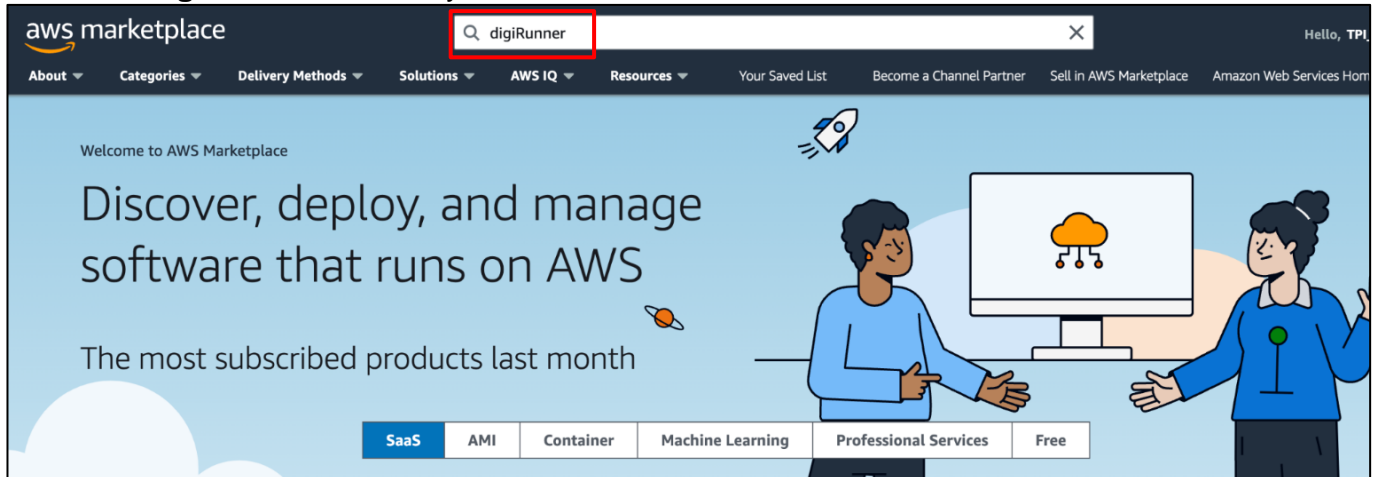 aws marketplace
digiRunner
Hello, TPI_
About
Categories
Delivery Methods
Solutions
AWS IQ
Resources
Your Saved List
Become a Channel Partner
Sell in AWS Marketplace
Amazon Web Services Hom
Welcome to AWS Marketplace
Discover, deploy, and manage
software that runs on AWS
The most subscribed products last month
SaaS
AMI
Container
Machine Learning
Professional Services
Free